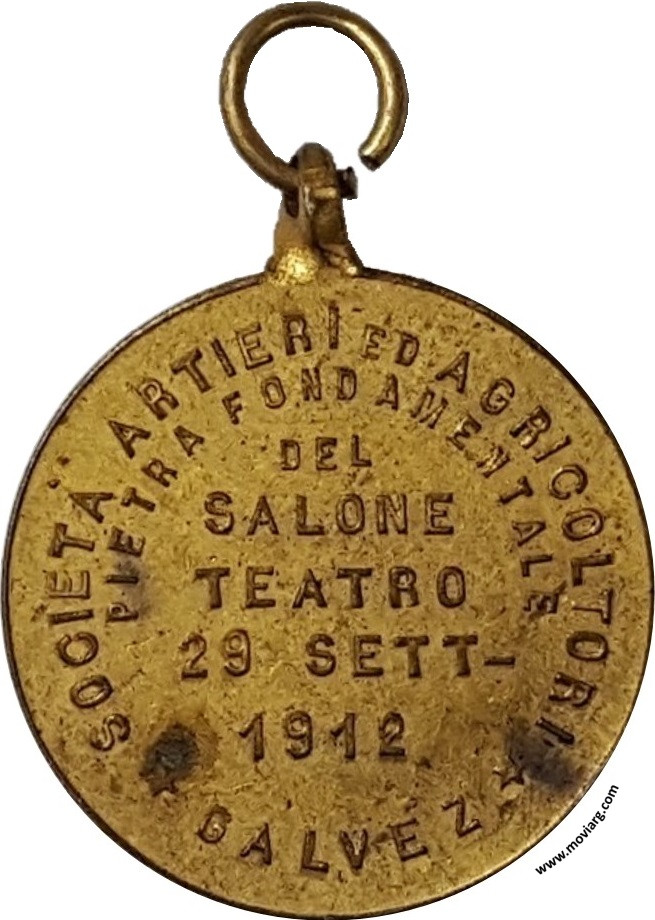 SOCIETÀ ARTIERI ED AGRICOLTORI
PIETRA FONDAMENTALE
DEL
SALONE
TEATRO
29 SETT-
1912
GALVEZ
www.moviarg.com